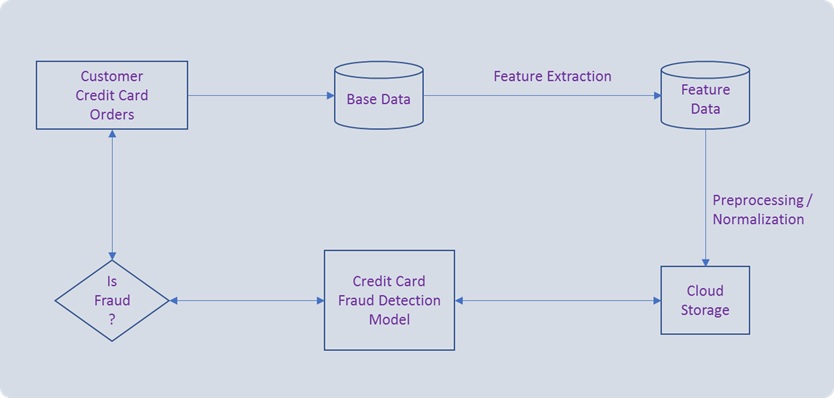 Customer
Credit Card
Orders
Base Data
Feature Extraction
Feature
Data
Preprocessing /
Normalization
Is
Fraud
?
Credit Card
Fraud Detection
Model
Cloud
Storage